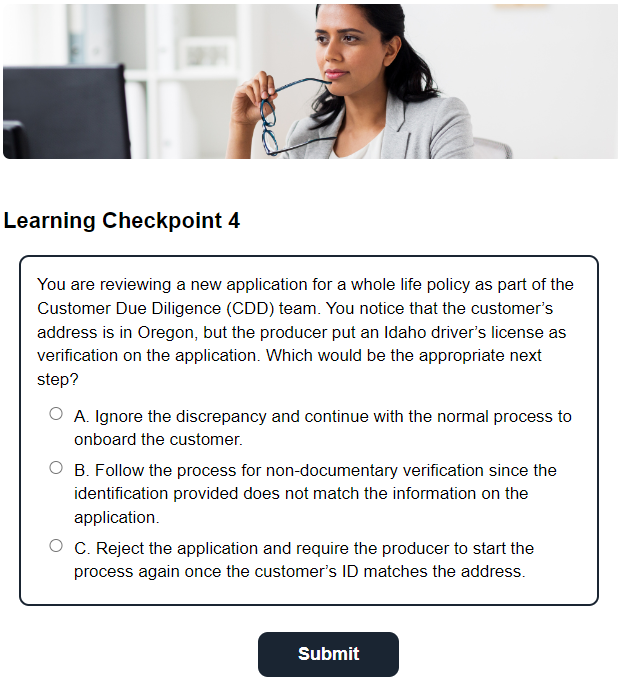 Learning Checkpoint 4
You are reviewing a new application for a whole life policy as part of the
Customer Due Diligence (CDD) team. You notice that the customer’s
address is in Oregon, but the producer put an Idaho driver’s license as
verification on the application. Which would be the appropriate next
step?
A. Ignore the discrepancy and continue with the normal process to
onboard the customer.
B. Follow the process for non-documentary verification since the
identification provided does not match the information on the
application.
C. Reject the application and require the producer to start the
process again once the customer’s ID matches the address.
Submit